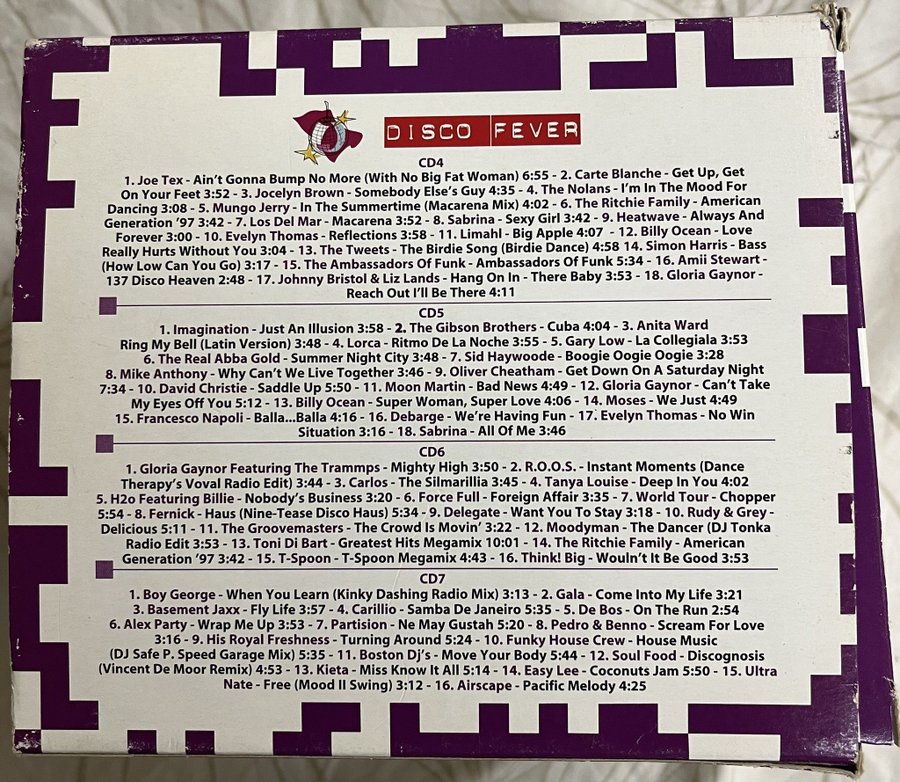 DISCO FEVER
CD4
1. Joe Tex - Ain't Gonna Bump No More (With No Big Fat Woman) 6:55 - 2. Carte Blanche - Get Up, Get
On Your Feet 3:52 - 3. Jocelyn Brown - Somebody Else's Guy 4:35 - 4. The Nolans - I'm In The Mood For
Dancing 3:08 - 5. Mungo Jerry - In The Summertime (Macarena Mix) 4:02 - 6. The Ritchie Family - American
Generation '97 3:42 - 7. Los Del Mar - Macarena 3:52 - 8. Sabrina - Sexy Girl 3:42 - 9. Heatwave - Always And
Forever 3:00 - 10. Evelyn Thomas - Reflections 3:58 - 11. Limahl - Big Apple 4:07 - 12. Billy Ocean - Love
Really Hurts Without You 3:04 - 13. The Tweets - The Birdie Song (Birdie Dance) 4:58 14. Simon Harris - Bass
(How Low Can You Go) 3:17 - 15. The Ambassadors Of Funk - Ambassadors Of Funk 5:34 - 16. Amii Stewart -
137 Disco Heaven 2:48 - 17. Johnny Bristol & Liz Lands - Hang On In - There Baby 3:53 - 18. Gloria Gaynor -
Reach Out I'll Be There 4:11
CD5
1. Imagination - Just An Illusion 3:58 - 2. The Gibson Brothers - Cuba 4:04 - 3. Anita Ward
Ring My Bell (Latin Version) 3:48 - 4. Lorca - Ritmo De La Noche 3:55 - 5. Gary Low - La Collegiala 3:53
6. The Real Abba Gold - Summer Night City 3:48 - 7. Sid Haywoode - Boogie Oogie Oogie 3:28
8. Mike Anthony - Why Can't We Live Together 3:46 - 9. Oliver Cheatham - Get Down On A Saturday Night
7:34 - 10. David Christie - Saddle Up 5:50 - 11. Moon Martin - Bad News 4:49 - 12. Gloria Gaynor - Can't Take
My Eyes Off You 5:12 - 13. Billy Ocean - Super Woman, Super Love 4:06 - 14. Moses - We Just 4:49
15. Francesco Napoli - Balla...Balla 4:16 - 16. Debarge - We're Having Fun - 17. Evelyn Thomas - No Win
Situation 3:16 - 18. Sabrina - All Of Me 3:46
CD6
1. Gloria Gaynor Featuring The Trammps - Mighty High 3:50 - 2. R.O.O.S. - Instant Moments (Dance
Therapy's Voval Radio Edit) 3:44 - 3. Carlos - The Silmarillia 3:45 - 4. Tanya Louise - Deep In You 4:02
5. H2o Featuring Billie - Nobody's Business 3:20 - 6. Force Full - Foreign Affair 3:35 - 7. World Tour - Chopper
5:54 - 8. Fernick - Haus (Nine-Tease Disco Haus) 5:34 - 9. Delegate - Want You To Stay 3:18 - 10. Rudy & Grey -
Delicious 5:11 - 11. The Groovemasters - The Crowd Is Movin' 3:22 - 12. Moodyman - The Dancer (DJ Tonka
Radio Edit 3:53 - 13. Toni Di Bart - Greatest Hits Megamix 10:01 - 14. The Ritchie Family - American
Generation '97 3:42 - 15. T-Spoon - T-Spoon Megamix 4:43 - 16. Think! Big - Wouln't It Be Good 3:53
CD7
1. Boy George - When You Learn (Kinky Dashing Radio Mix) 3:13 - 2. Gala - Come Into My Life 3:21
3. Basement Jaxx - Fly Life 3:57 - 4. Carillio - Samba De Janeiro 5:35 - 5. De Bos - On The Run 2:54
6. Alex Party - Wrap Me Up 3:53 - 7. Partision - Ne May Gustah 5:20 - 8. Pedro & Benno - Scream For Love
3:16 - 9. His Royal Freshness - Turning Around 5:24 - 10. Funky House Crew - House Music
(DJ Safe P. Speed Garage Mix) 5:35 - 11. Boston Dj's - Move Your Body 5:44 - 12. Soul Food - Discognosis
(Vincent De Moor Remix) 4:53 - 13. Kieta - Miss Know It All 5:14 - 14. Easy Lee - Coconuts Jam 5:50 - 15. Ultra
Nate - Free (Mood II Swing) 3:12 - 16. Airscape - Pacific Melody 4:25